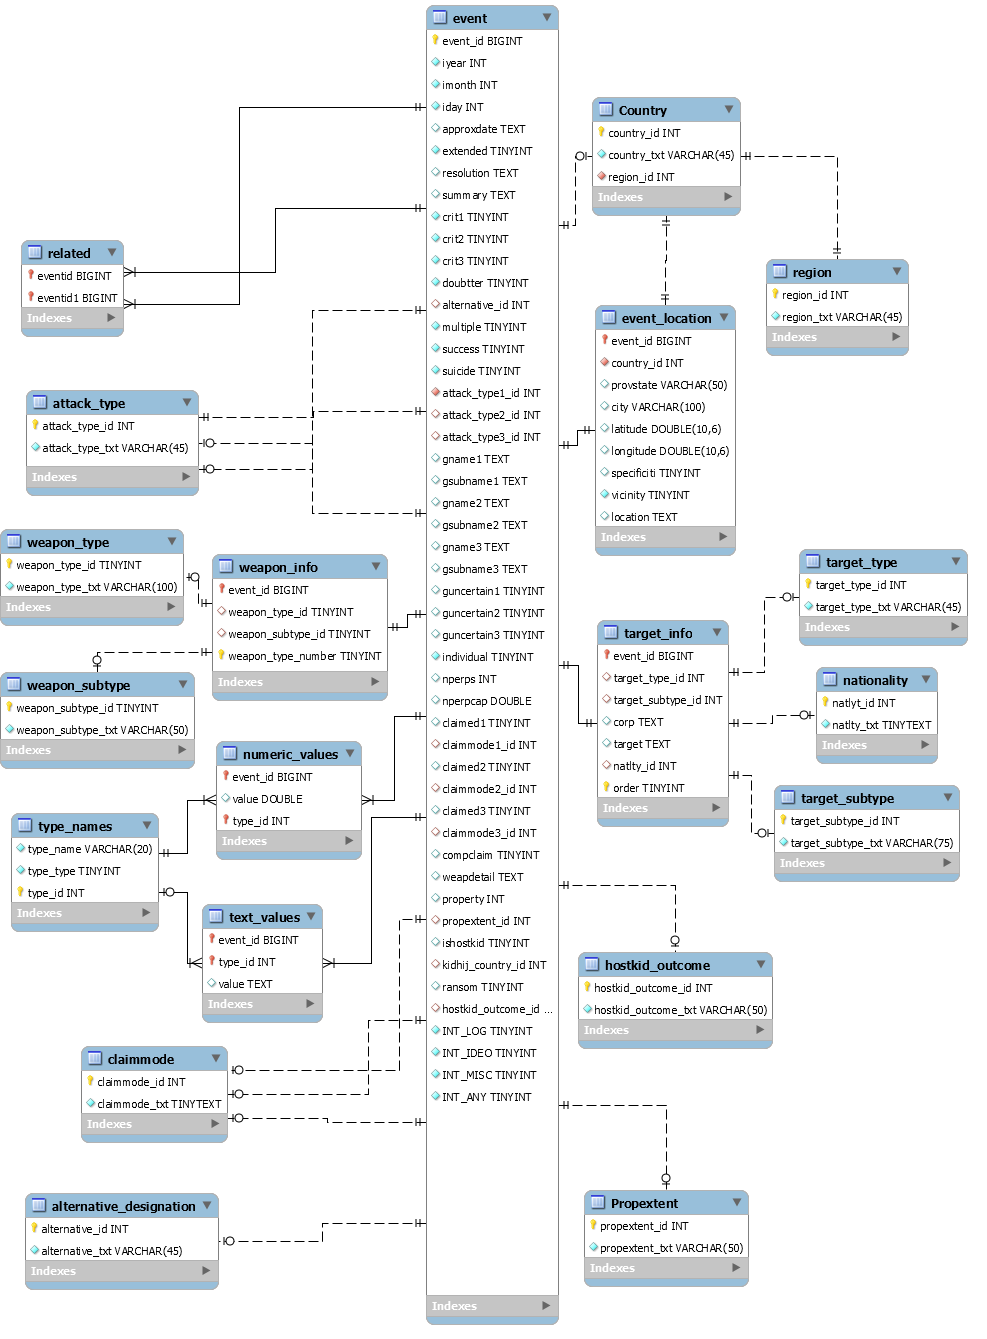 event
event_id BIGINT
iyear INT
imonth INT
iday INT
approxdate TEXT
extended TINYINT
resolution TEXT
summary TEXT
crit1 TINYINT
crit2 TINYINT
crit3 TINYINT
doubtter TINYINT
alternative_id INT
multiple TINYINT
success TINYINT
suicide TINYINT
attack_type1_id INT
attack_type2_id INT
attack_type3_id INT
gname1 TEXT
gsubname1 TEXT
gname2 TEXT
gsubname2 TEXT
gname3 TEXT
gsubname3 TEXT
guncertain1 TINYINT
guncertain2 TINYINT
guncertain3 TINYINT
individual TINYINT
nperps INT
nperpcap DOUBLE
claimed1 TINYINT
claimmode1_id INT
claimed2 TINYINT
claimmode2_id INT
claimed3 TINYINT
claimmode3_id INT
compclaim TINYINT
weapdetail TEXT
property INT
propextent_id INT
ishostkid TINYINT
kidhij_country_id INT
ransom TINYINT
hostkid_outcome_id ...
INT_LOG TINYINT
INT_IDEO TINYINT
INT_MISC TINYINT
INT_ANY TINYINT
Indexes
Country
country_id INT
country_txt VARCHAR(45)
region_id INT
Indexes
region
region_id INT
region_txt VARCHAR(45)
Indexes
related
eventid BIGINT
eventid1 BIGINT
Indexes
event_location
event_id BIGINT
country_id INT
provstate VARCHAR(50)
city VARCHAR(100)
latitude DOUBLE(10,6)
longitude DOUBLE(10,6)
specificiti TINYINT
vicinity TINYINT
location TEXT
Indexes
attack_type
attack_type_id INT
attack_type_txt VARCHAR(45)
Indexes
weapon_type
weapon_type_id TINYINT
weapon_type_txt VARCHAR(100)
Indexes
weapon_info
event_id BIGINT
weapon_type_id TINYINT
weapon_subtype_id TINYINT
weapon_type_number TINYINT
Indexes
weapon_subtype
weapon_subtype_id TINYINT
weapon_subtype_txt VARCHAR(50)
Indexes
target_type
target_type_id INT
target_type_txt VARCHAR(45)
Indexes
target_info
event_id BIGINT
target_type_id INT
target_subtype_id INT
corp TEXT
target TEXT
natlty_id INT
order TINYINT
Indexes
nationality
natlyt_id INT
natlty_txt TINYTEXT
Indexes
target_subtype
target_subtype_id INT
target_subtype_txt VARCHAR(75)
Indexes
numeric_values
event_id BIGINT
value DOUBLE
type_id INT
Indexes
type_names
type_name VARCHAR(20)
type_type TINYINT
type_id INT
Indexes
text_values
event_id BIGINT
type_id INT
value TEXT
Indexes
hostkid_outcome
hostkid_outcome_id INT
hostkid_outcome_txt VARCHAR(50)
Indexes
claimmode
claimmode_id INT
claimmode_txt TINYTEXT
Indexes
alternative_designation
alternative_id INT
alternative_txt VARCHAR(45)
Indexes
Propextent
propextent_id INT
propextent_txt VARCHAR(50)
Indexes